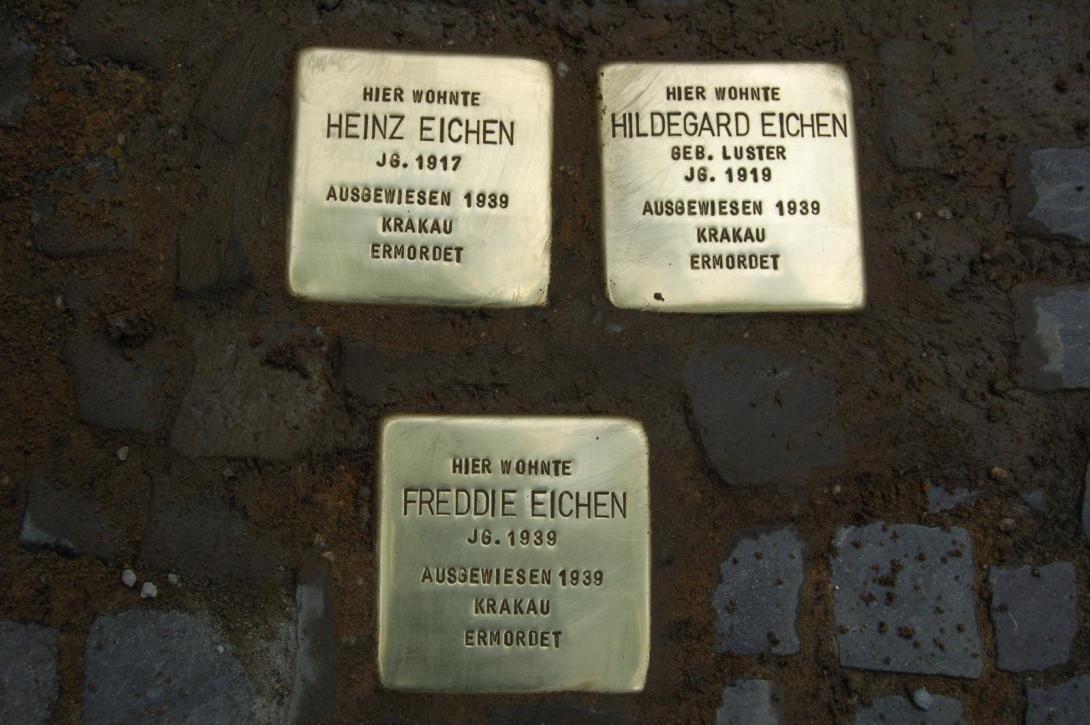 HIER WOHNTE
HEINZ EICHEN
JG. 1917
AUSGEWIESEN 1939
KRAKAU
ERMORDET
HIER WOHNTE
HILDEGARD EICHEN
GEB. LUSTER
JG. 1919
AUSGEWIESEN 1939
KRAKAU
ERMORDET
HIER WOHNTE
FREDDIE EICHEN
JG. 1939
AUSGEWIESEN 1939
KRAKAU
ERMORDET